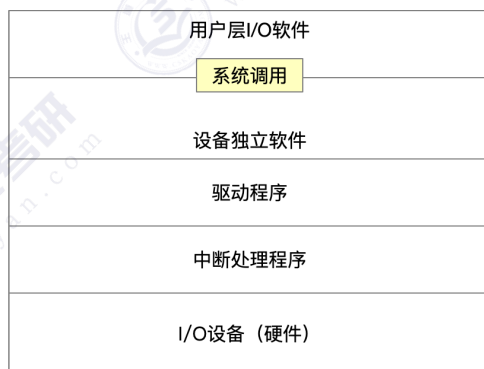 用户层I/O软件
系统调用
设备独立软件
驱动程序
中断处理程序
I/O设备（硬件）